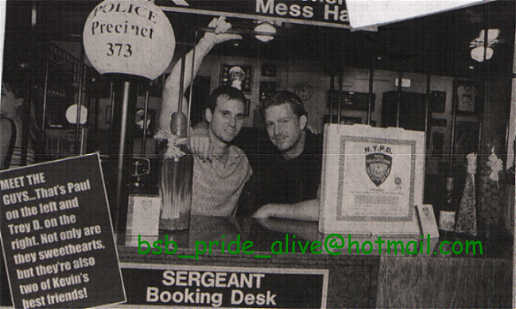 POLICE
Precinct
373
Mess Ha
N.Y.P.D.
MEET THE
GUYS...That's Paul
on the left and
Trey D. on the
right. Not only are
they sweethearts,
but they're also
two of Kevin's
best friends!
bsb_pride_alive@hotmail.com
SERGEANT
Booking Desk